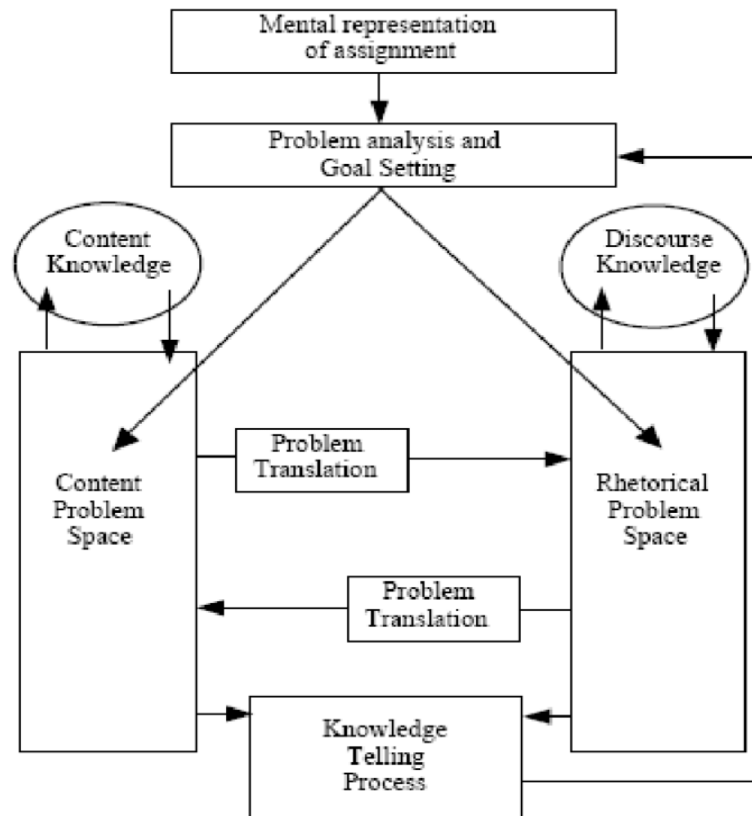 Mental representation
of assignment
Problem analysis and
Goal Setting
Content
Knowledge
Discourse
Knowledge
Problem
Translation
Content
Problem
Space
Rhetorical
Problem
Space
Problem
Translation
Knowledge
Telling
Process